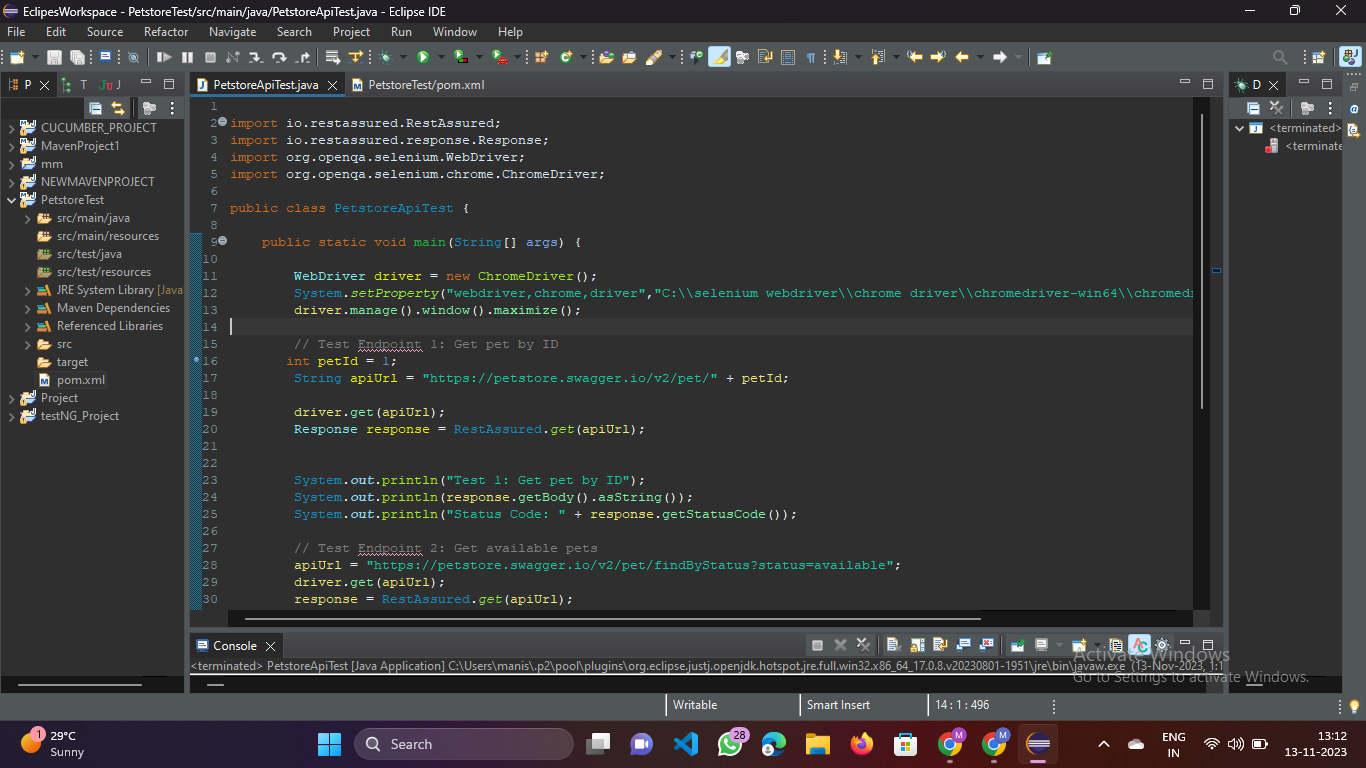 EclipesWorkspace - PetstoreTest/src/main/java/PetstoreApiTest.java - Eclipse IDE
File Edit Source Refactor Navigate Search Project Run Window Help
P T J PetstoreApiTest.java PetstoreTest/pom.xml D
CUCUMBER_PROJECT
MavenProject1
mm
NEWMAVENPROJECT
PetstoreTest
src/main/java
src/main/resources
src/test/java
src/test/resources
JRE System Library [Java
Maven Dependencies
Referenced Libraries
src
target
pom.xml
Project
testNG_Project
1
2 import io.restassured.RestAssured;
3 import io.restassured.response.Response;
4 import org.openqa.selenium.WebDriver;
5 import org.openqa.selenium.chrome.ChromeDriver;
6
7 public class PetstoreApiTest {
8
9 public static void main(String[] args) {
10
11 WebDriver driver = new ChromeDriver();
12 System.setProperty("webdriver,chrome,driver","C:\\selenium webdriver\\chrome driver\\chromedriver-win64\\chromed
13 driver.manage().window().maximize();
14
15 // Test Endpoint 1: Get pet by ID
16 int petId = 1;
17 String apiUrl = "https://petstore.swagger.io/v2/pet/" + petId;
18
19 driver.get(apiUrl);
20 Response response = RestAssured.get(apiUrl);
21
22
23 System.out.println("Test 1: Get pet by ID");
24 System.out.println(response.getBody().asString());
25 System.out.println("Status Code: " + response.getStatusCode());
26
27 // Test Endpoint 2: Get available pets
28 apiUrl = "https://petstore.swagger.io/v2/pet/findByStatus?status=available";
29 driver.get(apiUrl);
30 response = RestAssured.get(apiUrl);
<terminated>
<terminate
Console
<terminated> PetstoreApiTest [Java Application] C:\Users\manis\.p2\pool\plugins\org.eclipse.justj.openjdk.hotspot.jre.full.win32.x86_64_17.0.8.v20230801-1951\jre\bin\javaw.exe (13-Nov-2023, 1:1
Activate Windows
Go to Settings to activate Windows.
Writable Smart Insert 14 : 1 : 496
1 29°C
Sunny
Search
28
M
M
ENG
IN
13:12
13-11-2023